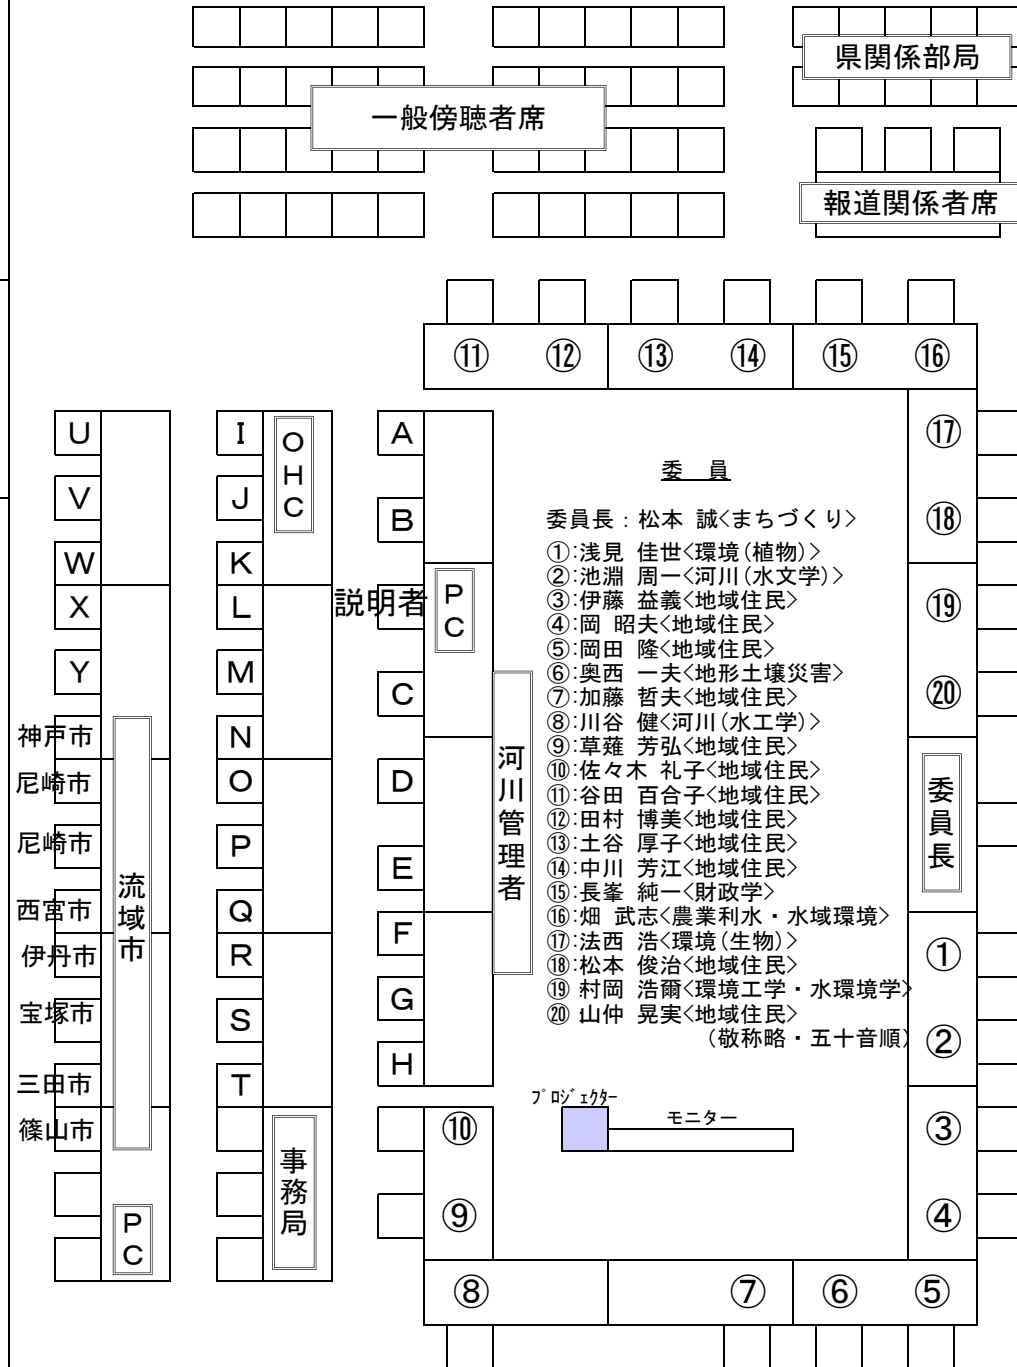 県関係部局
一般傍聴者席
報道関係者席
⑪ ⑫ ⑬ ⑭ ⑮ ⑯
⑰
⑱
⑲
⑳
委員長
①
②
③
④
⑤
⑥
⑦
⑧
⑨
⑩
U
V
W
X
Y
神戸市
尼崎市
尼崎市
西宮市
伊丹市
宝塚市
三田市
篠山市
流域市
PC
I
J
K
L
M
N
O
P
Q
R
S
T
OHC
事務局
A
B
説明者
C
D
E
F
G
H
PC
河川管理者
委 員
委員長：松本 誠<まちづくり>
①:浅見 佳世<環境(植物)>
②:池淵 周一<河川(水文学)>
③:伊藤 益義<地域住民>
④:岡 昭夫<地域住民>
⑤:岡田 隆<地域住民>
⑥:奥西 一夫<地形土壌災害>
⑦:加藤 哲夫<地域住民>
⑧:川谷 健<河川(水工学)>
⑨:草薙 芳弘<地域住民>
⑩:佐々木 礼子<地域住民>
⑪:谷田 百合子<地域住民>
⑫:田村 博美<地域住民>
⑬:土谷 厚子<地域住民>
⑭:中川 芳江<地域住民>
⑮:長峯 純一<財政学>
⑯:畑 武志<農業利水・水域環境>
⑰:法西 浩<環境(生物)>
⑱:松本 俊治<地域住民>
⑲ 村岡 浩爾<環境工学・水環境学>
⑳ 山仲 晃実<地域住民>
(敬称略・五十音順)
ﾌﾟﾛｼﾞｪｸﾀｰ
モニター